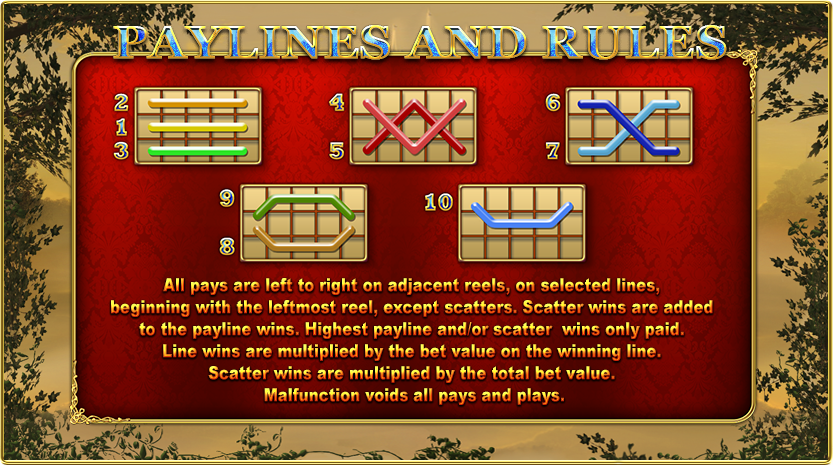 PAYLINES AND RULES
2
1
3
4
5
6
7
9
8
10
All pays are left to right on adjacent reels, on selected lines,
beginning with the leftmost reel, except scatters. Scatter wins are added
to the payline wins. Highest payline and/or scatter wins only paid.
Line wins are multiplied by the bet value on the winning line.
Scatter wins are multiplied by the total bet value.
Malfunction voids all pays and plays.